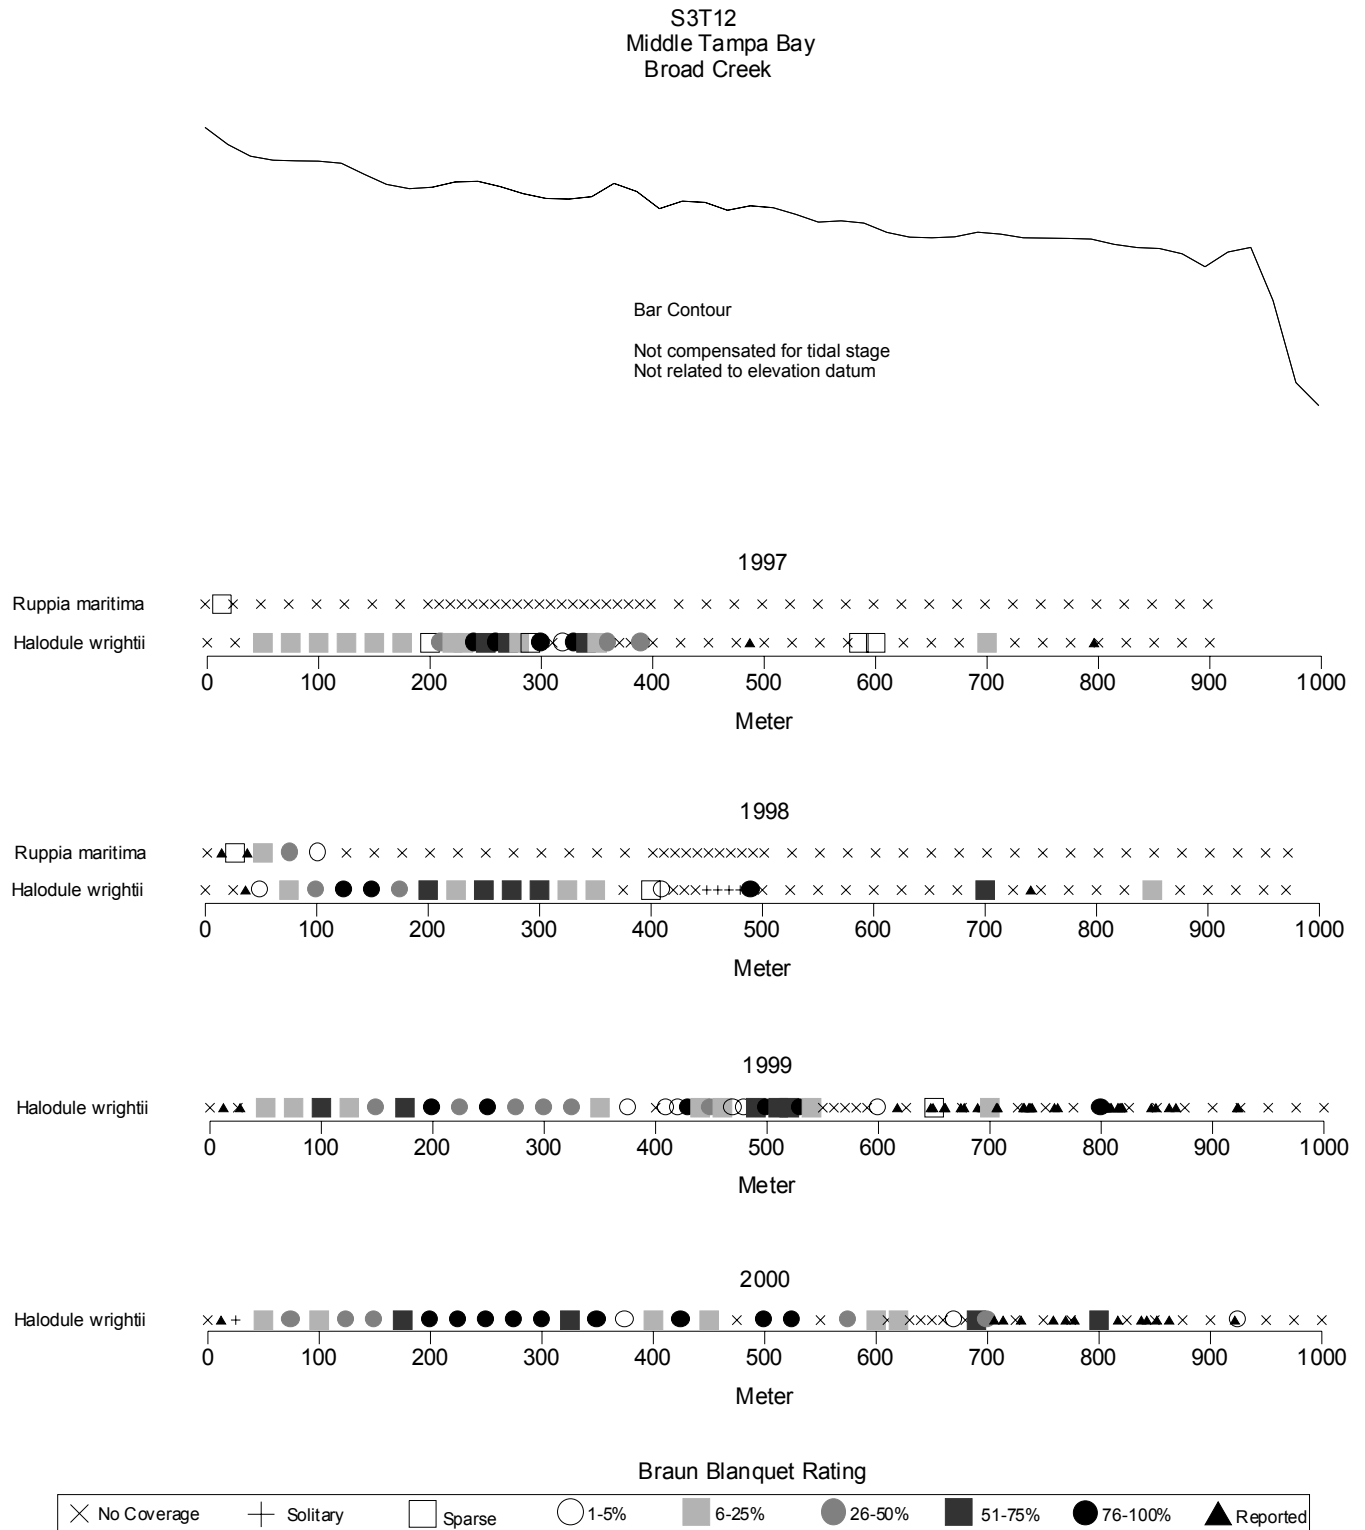 S3T12
Middle Tampa Bay
Broad Creek
Bar Contour
Not compensated for tidal stage
Not related to elevation datum
1997
Ruppia maritima
Halodule wrightii
0 100 200 300 400 500 600 700 800 900 1000
Meter
1998
Ruppia maritima
Halodule wrightii
0 100 200 300 400 500 600 700 800 900 1000
Meter
1999
Halodule wrightii
0 100 200 300 400 500 600 700 800 900 1000
Meter
2000
Halodule wrightii
0 100 200 300 400 500 600 700 800 900 1000
Meter
Braun Blanquet Rating
No Coverage Solitary Sparse 1-5% 6-25% 26-50% 51-75% 76-100% Reported